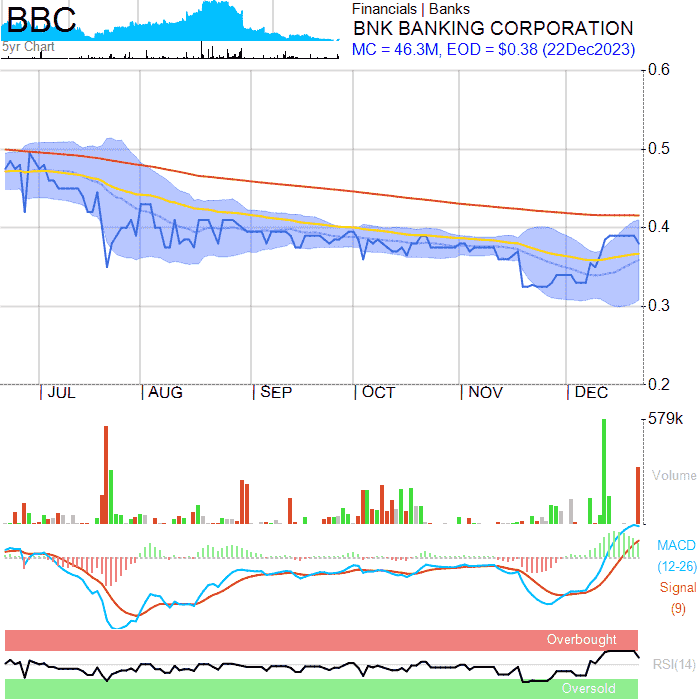 BBC
5yr Chart
Financials | Banks
BNK BANKING CORPORATION
MC = 46.3M, EOD = $0.38 (22Dec2023)
0.6
0.5
0.4
0.3
0.2
JUL AUG SEP OCT NOV DEC
579k
Volume
MACD
(12-26)
Signal
(9)
Overbought
RSI(14)
Oversold